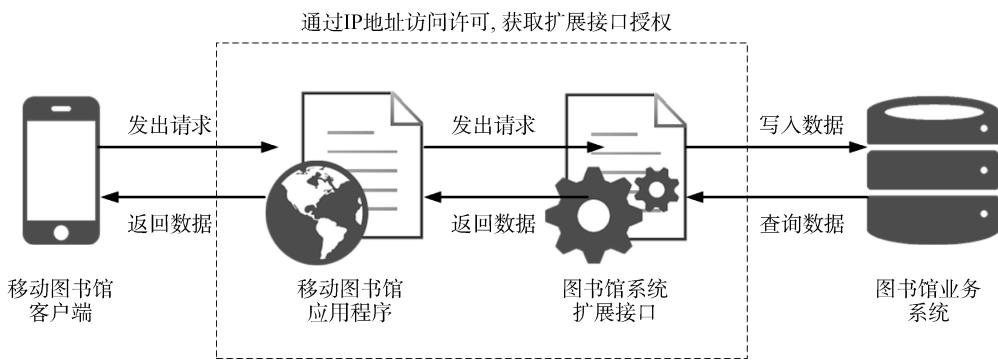 通过IP地址访问许可, 获取扩展接口授权
发出请求
发出请求
写入数据
返回数据
返回数据
查询数据
移动图书馆
客户端
移动图书馆
应用程序
图书馆系统
扩展接口
图书馆业务
系统